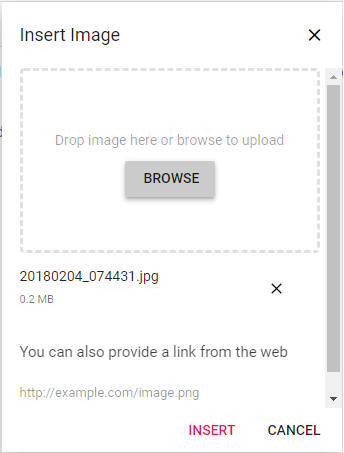 Insert Image
Drop image here or browse to upload
BROWSE
20180204_074431.jpg
0.2 MB
You can also provide a link from the web
http://example.com/image.png
INSERT CANCEL